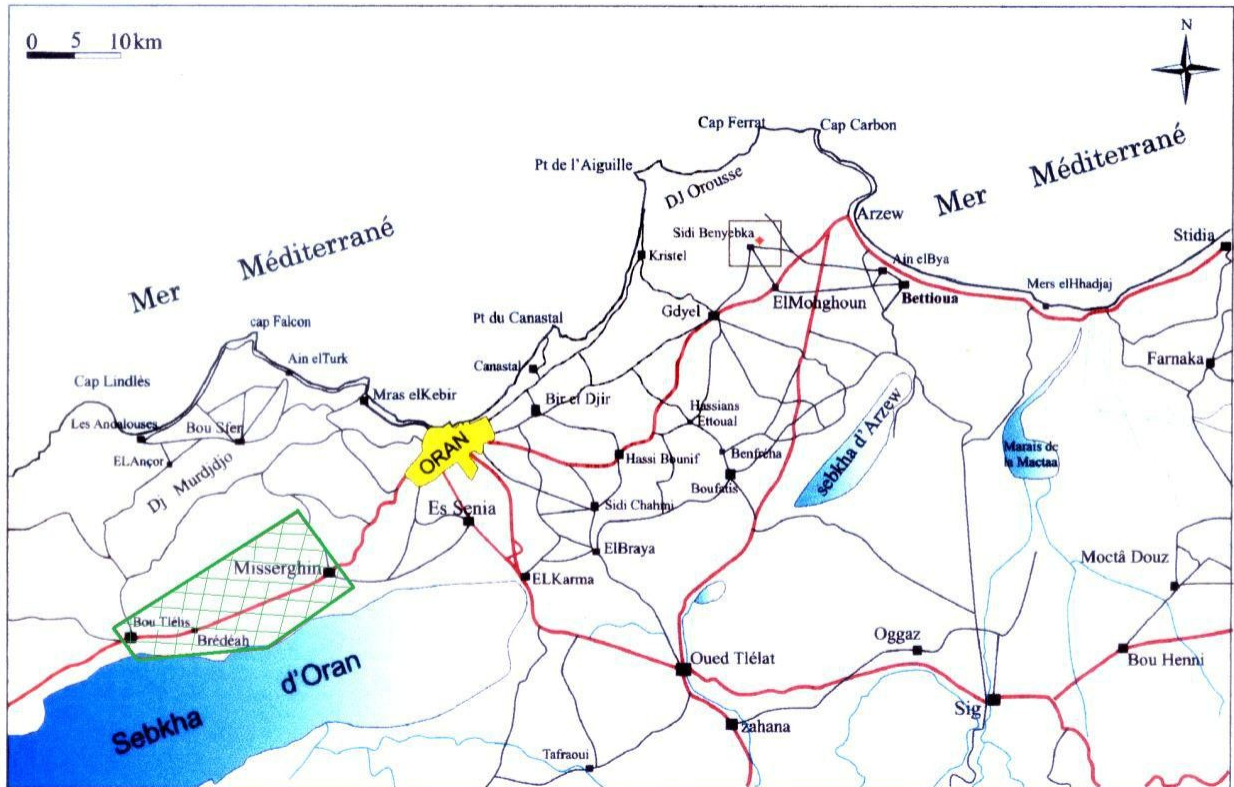 0 5 10 km
N
Cap Ferrat
Cap Carbon
Pt de l'Aiguille
DJ Orousse
Mer Méditerrané
Mer Méditerrané
Arzew
Stidia
Sidi Benyebka
Kristel
Ain elBya
Mers elHhadjaj
Bettioua
ElMohghoun
Gdyel
cap Falcon
Pt du Canastal
Ain elTurk
Farnaka
Canastal
Cap Lindlès
Mras elKebir
Bir el Djir
Hassians
Ettoual
sebkha d'Arzew
Les Andalouses
Bou Sfer
ORAN
Hassi Bounif
Benfréha
Marais de
la Mactaa
ELAnçor
Dj Murdjdjo
Boufatis
Es Senia
Sidi Chahmi
ElBraya
Moctâ Douz
Misserghin
ELKarma
Bou Tlélis
Brédéah
Oggaz
Oued Tlélat
Bou Henni
Sebkha d'Oran
Sig
zahana
Tafraoui